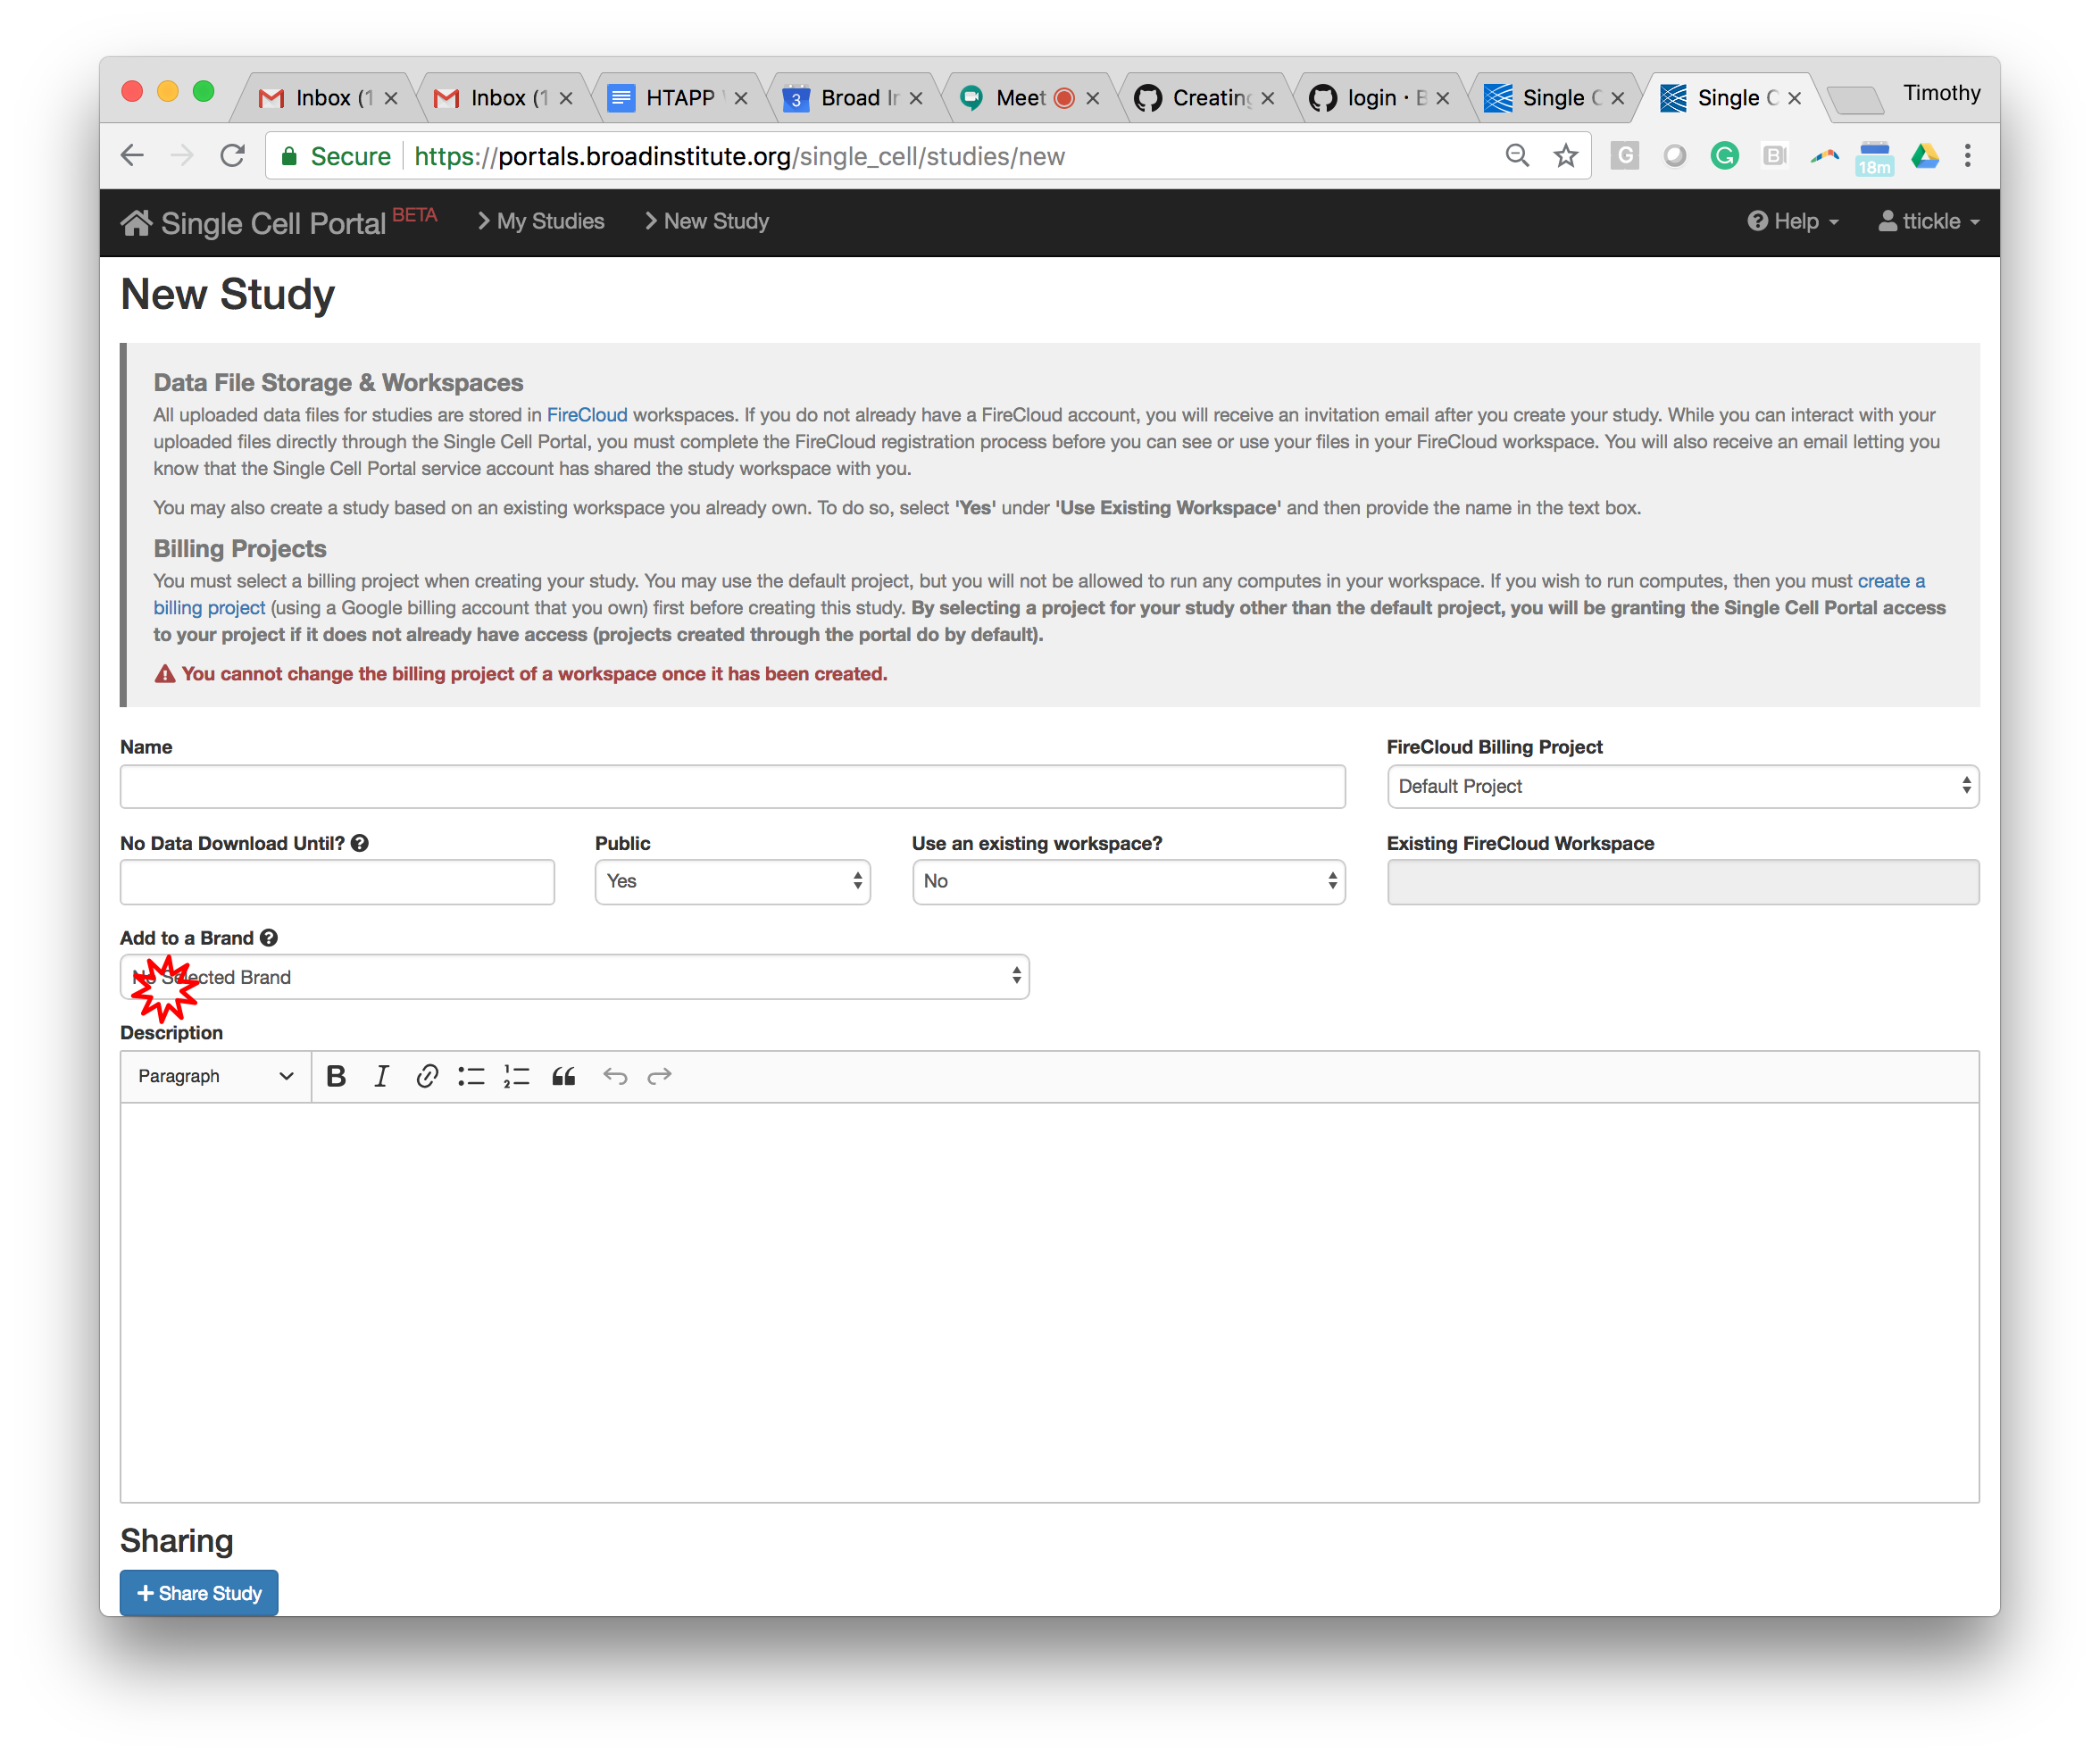 Inbox (1
Inbox (1
HTAPP
3
Broad In
Meet
Creating
login · B
Single C
Single C
Timothy
Secure
https://portals.broadinstitute.org/single_cell/studies/new
G
G
B
18m
Single Cell Portal BETA
My Studies
New Study
Help
ttickle
New Study
Data File Storage & Workspaces
All uploaded data files for studies are stored in FireCloud workspaces. If you do not already have a FireCloud account, you will receive an invitation email after you create your study. While you can interact with your
uploaded files directly through the Single Cell Portal, you must complete the FireCloud registration process before you can see or use your files in your FireCloud workspace. You will also receive an email letting you
know that the Single Cell Portal service account has shared the study workspace with you.
You may also create a study based on an existing workspace you already own. To do so, select 'Yes' under 'Use Existing Workspace' and then provide the name in the text box.
Billing Projects
You must select a billing project when creating your study. You may use the default project, but you will not be allowed to run any computes in your workspace. If you wish to run computes, then you must create a
billing project (using a Google billing account that you own) first before creating this study. By selecting a project for your study other than the default project, you will be granting the Single Cell Portal access
to your project if it does not already have access (projects created through the portal do by default).
You cannot change the billing project of a workspace once it has been created.
Name
FireCloud Billing Project
Default Project
No Data Download Until?
Public
Use an existing workspace?
Existing FireCloud Workspace
Yes
No
Add to a Brand
No Selected Brand
Description
Paragraph
B I
Sharing
+ Share Study